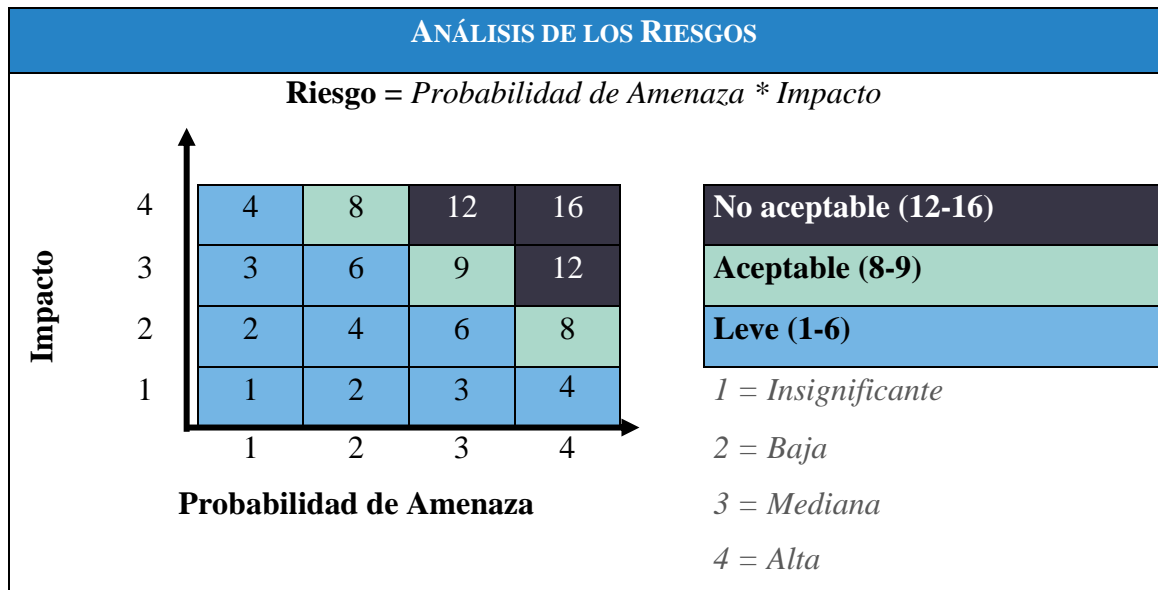 ANÁLISIS DE LOS RIESGOS
Riesgo = Probabilidad de Amenaza * Impacto
Impacto
4 4 8 12 16
3 3 6 9 12
2 2 4 6 8
1 1 2 3 4
1 2 3 4
Probabilidad de Amenaza
No aceptable (12-16)
Aceptable (8-9)
Leve (1-6)
1 = Insignificante
2 = Baja
3 = Mediana
4 = Alta